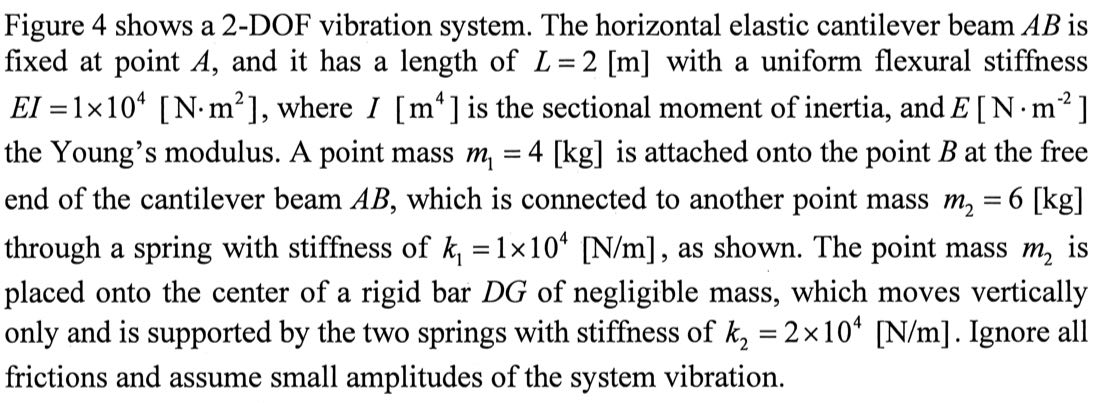 Figure 4 shows a 2-DOF vibration system. The horizontal elastic cantilever beam AB is
fixed at point A, and it has a length of L = 2 [m] with a uniform flexural stiffness
EI = 1×10⁴ [N·m²], where I [m⁴] is the sectional moment of inertia, and E [N·m⁻²]
the Young's modulus. A point mass m₁ = 4 [kg] is attached onto the point B at the free
end of the cantilever beam AB, which is connected to another point mass m₂ = 6 [kg]
through a spring with stiffness of k₁ = 1×10⁴ [N/m], as shown. The point mass m₂ is
placed onto the center of a rigid bar DG of negligible mass, which moves vertically
only and is supported by the two springs with stiffness of k₂ = 2×10⁴ [N/m]. Ignore all
frictions and assume small amplitudes of the system vibration.